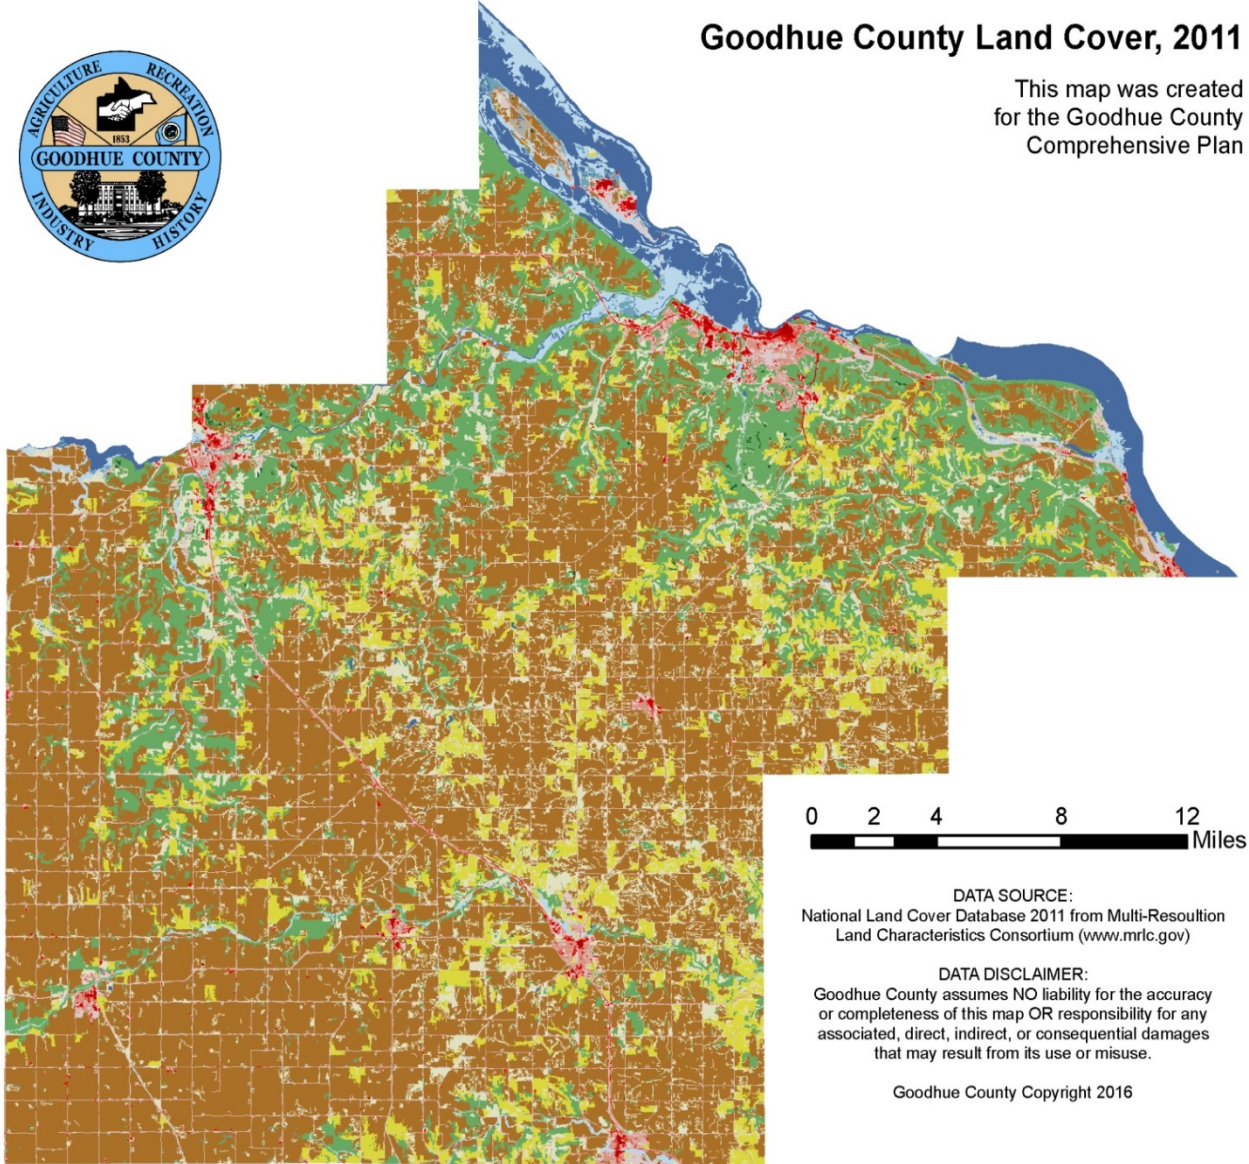 Goodhue County Land Cover, 2011
This map was created
for the Goodhue County
Comprehensive Plan
AGRICULTURE
RECREATION
1853
GOODHUE COUNTY
INDUSTRY
HISTORY
0 2 4 8 12
Miles
DATA SOURCE:
National Land Cover Database 2011 from Multi-Resoultion
Land Characteristics Consortium (www.mrlc.gov)
DATA DISCLAIMER:
Goodhue County assumes NO liability for the accuracy
or completeness of this map OR responsibility for any
associated, direct, indirect, or consequential damages
that may result from its use or misuse.
Goodhue County Copyright 2016